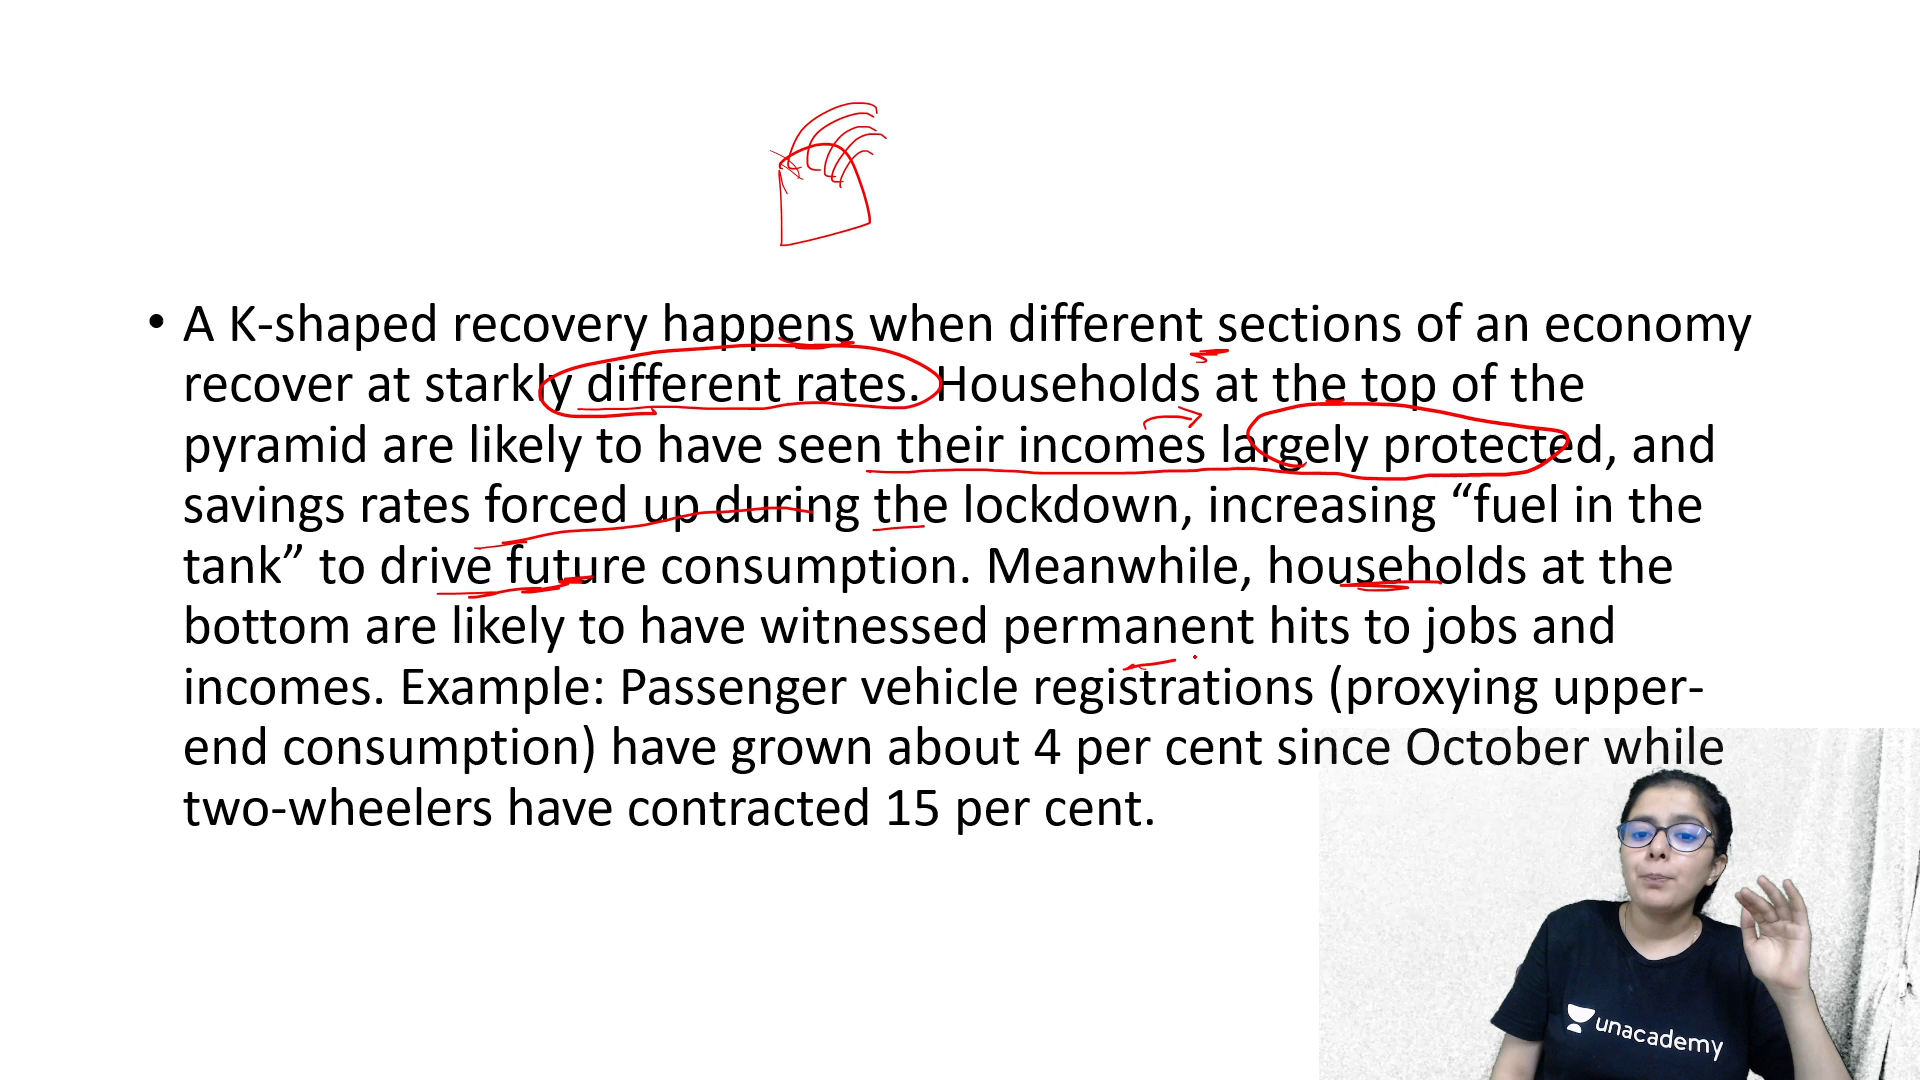 • A K-shaped recovery happens when different sections of an economy
recover at starkly different rates. Households at the top of the
pyramid are likely to have seen their incomes largely protected, and
savings rates forced up during the lockdown, increasing “fuel in the
tank” to drive future consumption. Meanwhile, households at the
bottom are likely to have witnessed permanent hits to jobs and
incomes. Example: Passenger vehicle registrations (proxying upper-
end consumption) have grown about 4 per cent since October while
two-wheelers have contracted 15 per cent.
unacademy